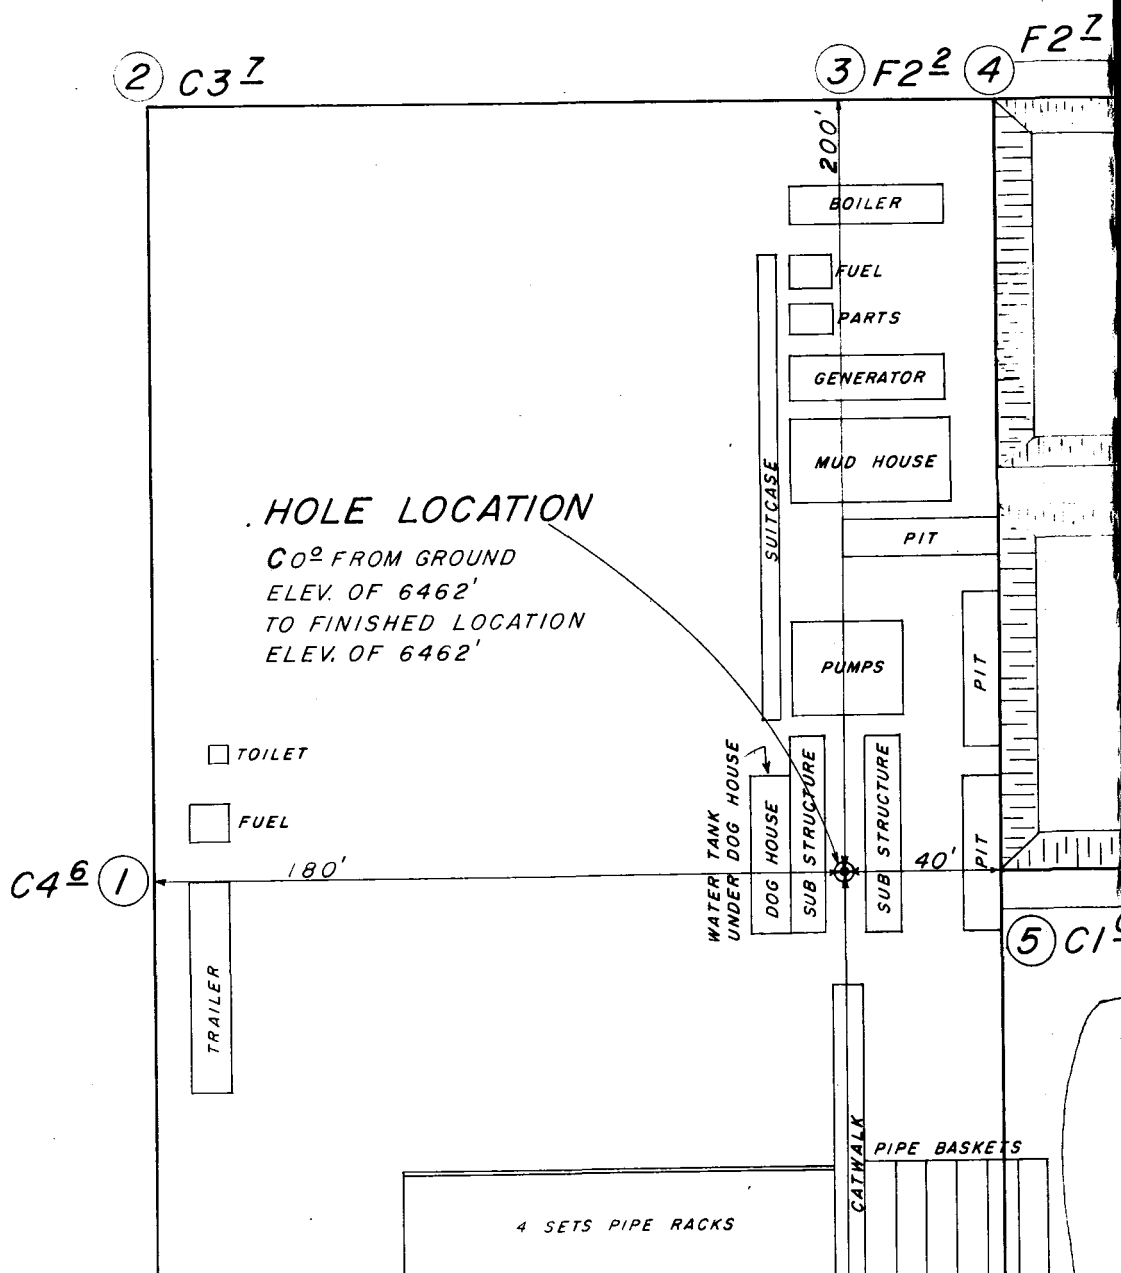 F2 7
2 C3 7
3 F2 2 4
200'
BOILER
FUEL
PARTS
GENERATOR
MUD HOUSE
SUITCASE
PIT
HOLE LOCATION
C0 0 FROM GROUND
ELEV. OF 6462'
TO FINISHED LOCATION
ELEV. OF 6462'
PUMPS
PIT
TOILET
FUEL
WATER TANK
UNDER DOG HOUSE
DOG HOUSE
SUB STRUCTURE
SUB STRUCTURE
PIT
C4 6 1
180'
40'
5 C1
TRAILER
CATWALK
PIPE BASKETS
4 SETS PIPE RACKS